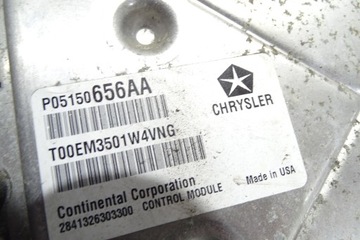 P05150656AA
CHRYSLER
T00EM3501W4VNG
Continental Corporation
2841326303300 CONTROL MODULE
Made in USA